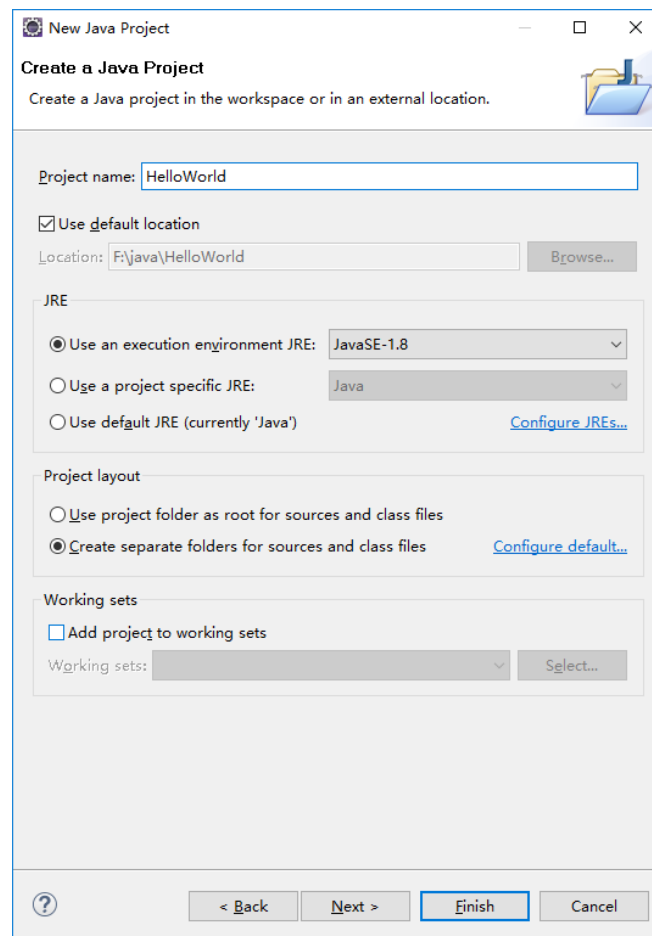 New Java Project
Create a Java Project
Create a Java project in the workspace or in an external location.
Project name: HelloWorld
Use default location
Location: F:\java\HelloWorld Browse...
JRE
Use an execution environment JRE: JavaSE-1.8
Use a project specific JRE: Java
Use default JRE (currently 'Java') Configure JREs...
Project layout
Use project folder as root for sources and class files
Create separate folders for sources and class files Configure default...
Working sets
Add project to working sets
Working sets: Select...
? < Back Next > Finish Cancel